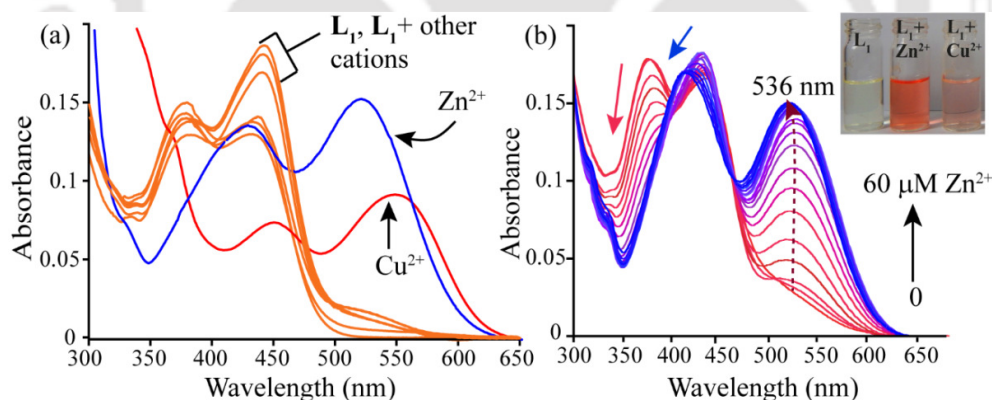 (a)
L₁, L₁+ other
cations
Zn²⁺
Cu²⁺
0.15
0.1
0.05
0
Absorbance
300 350 400 450 500 550 600 650
Wavelength (nm)
(b)
536 nm
L₁
L₁+
Zn²⁺
L₁+
Cu²⁺
60 μM Zn²⁺
0
0.15
0.1
0.05
0
Absorbance
300 350 400 450 500 550 600 650
Wavelength (nm)